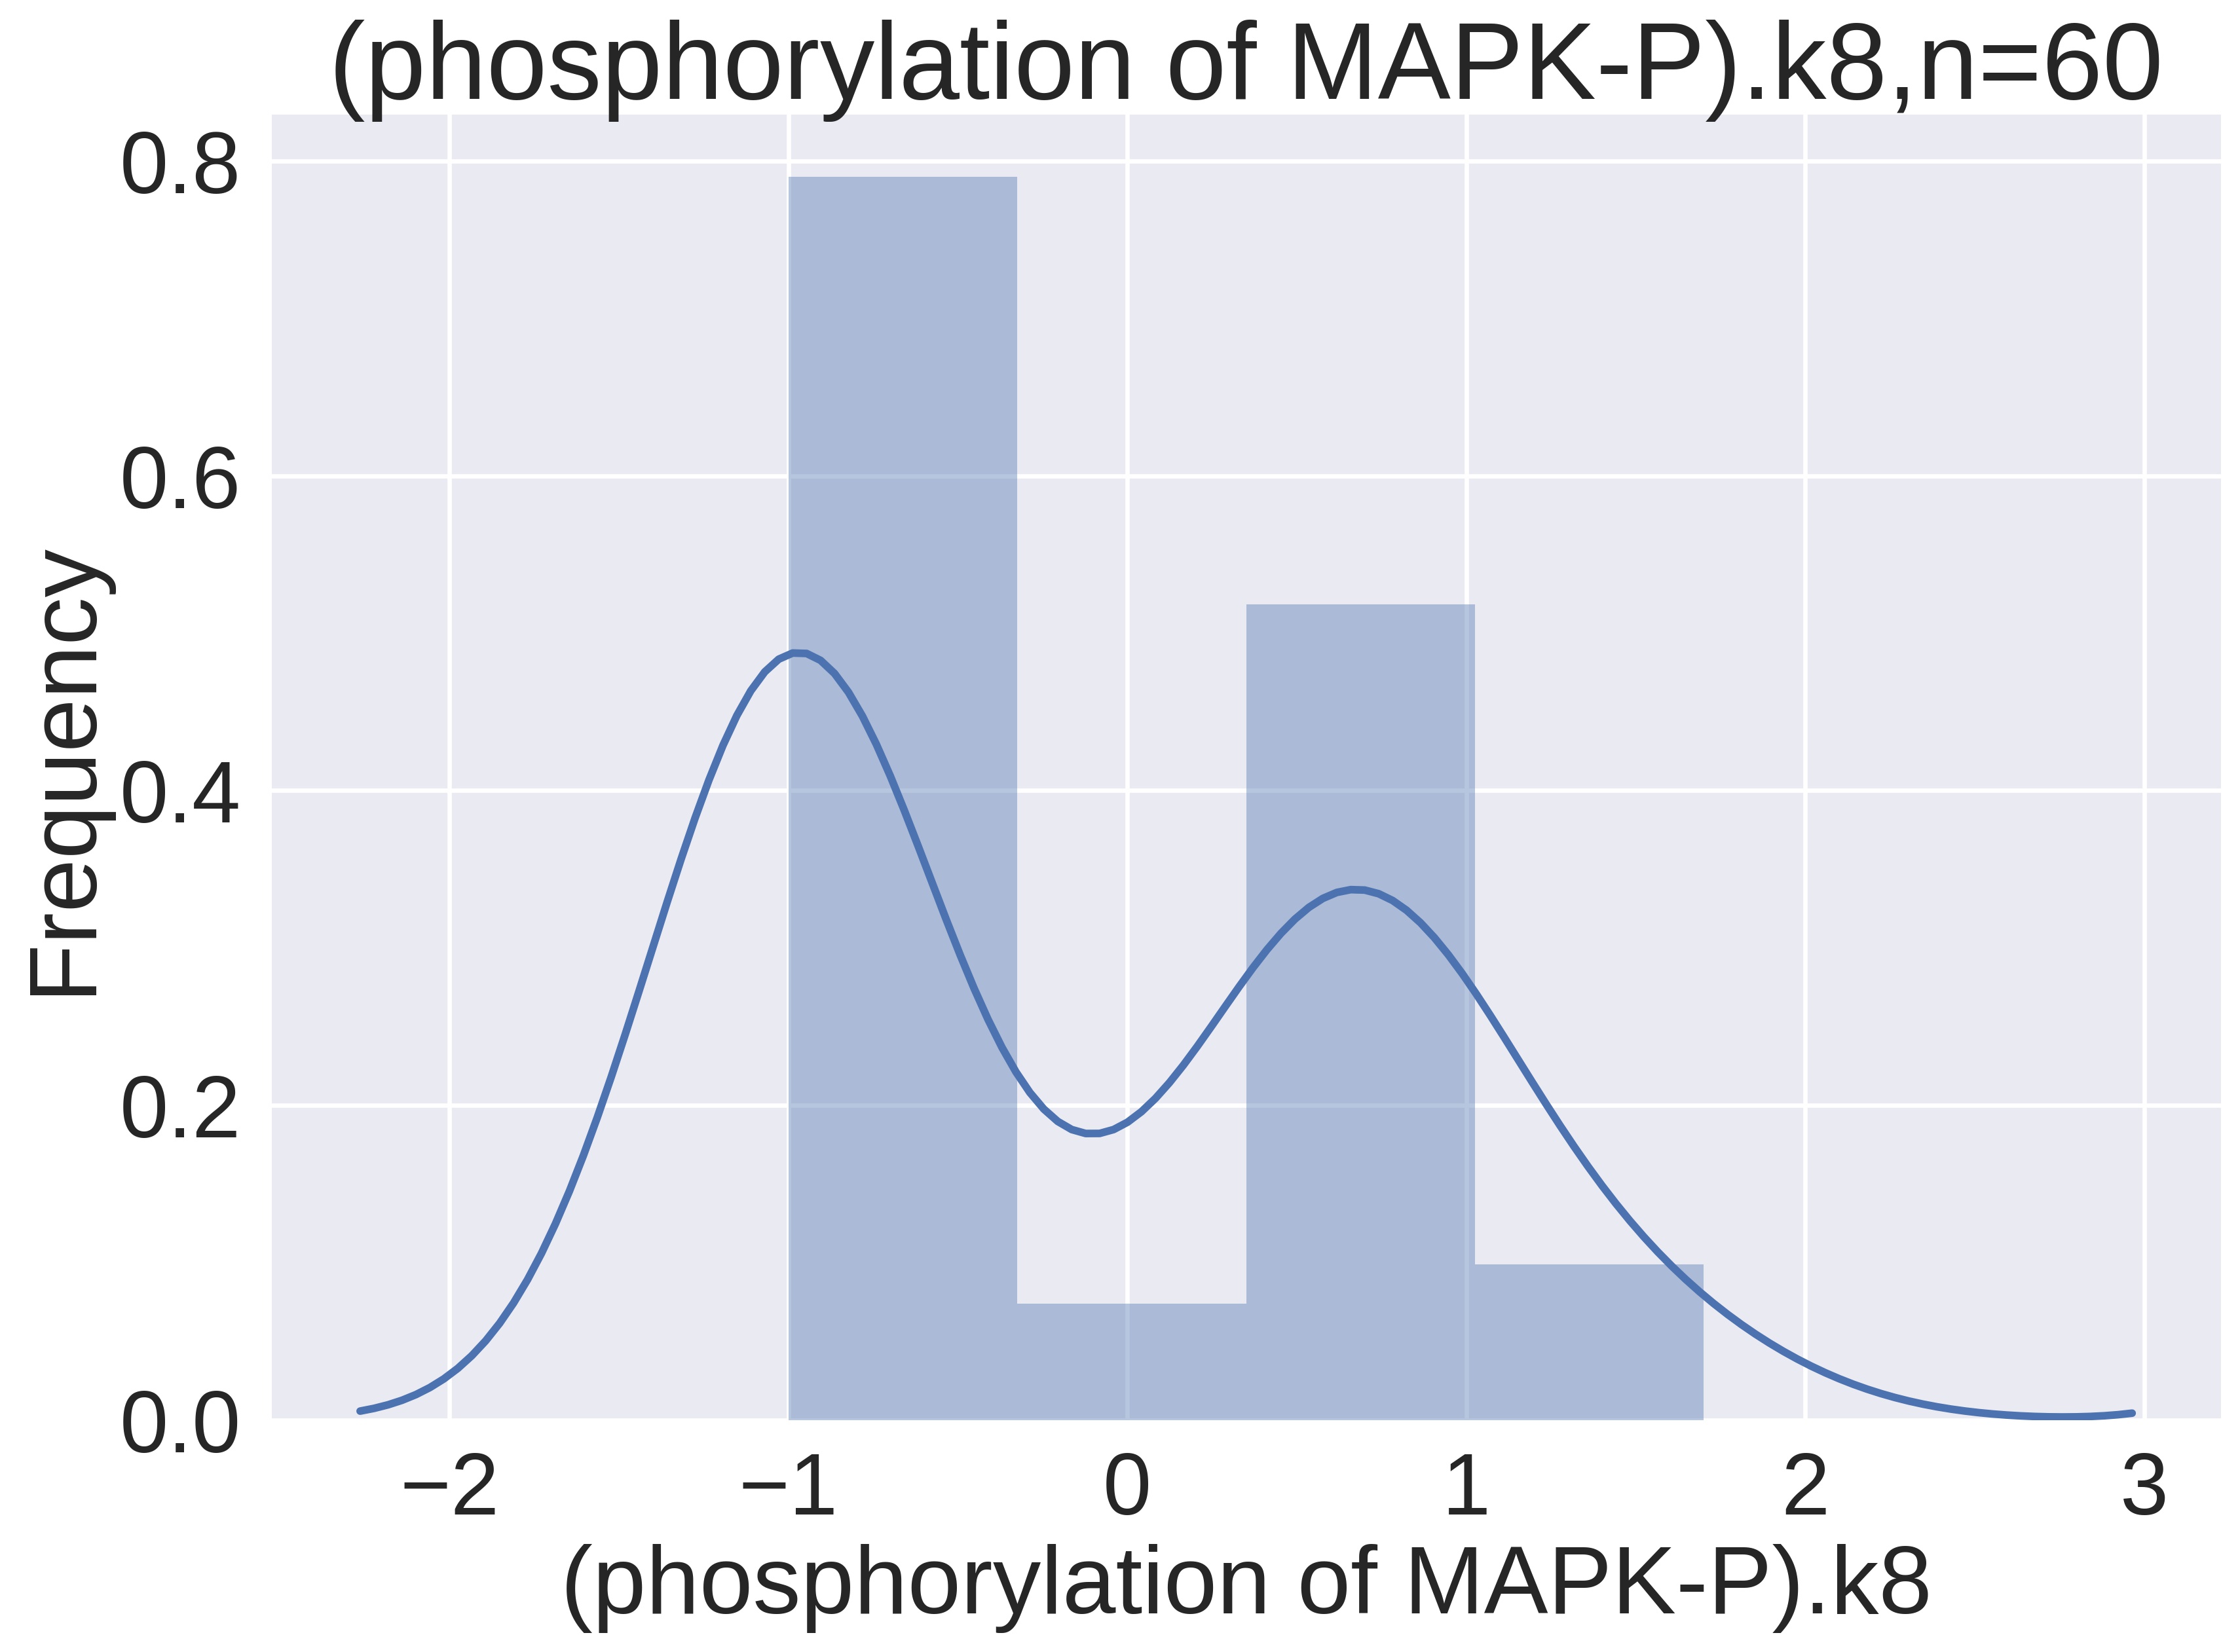 (phosphorylation of MAPK-P).k8,n=60
Frequency
0.8
0.6
0.4
0.2
0.0
−2 −1 0 1 2 3
(phosphorylation of MAPK-P).k8